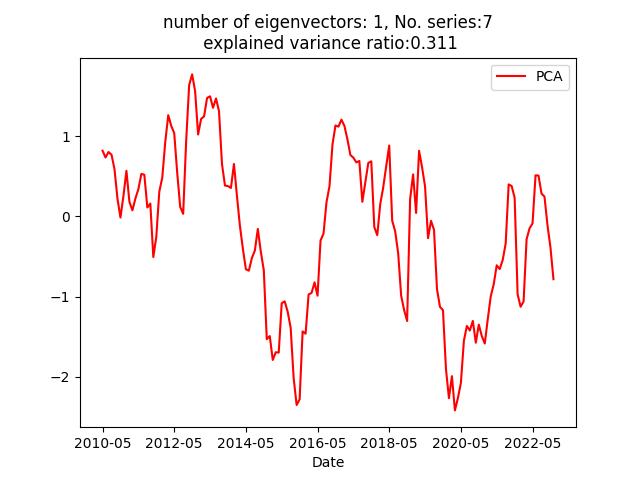 number of eigenvectors: 1, No. series:7
explained variance ratio:0.311
PCA
1
0
−1
−2
2010-05 2012-05 2014-05 2016-05 2018-05 2020-05 2022-05
Date